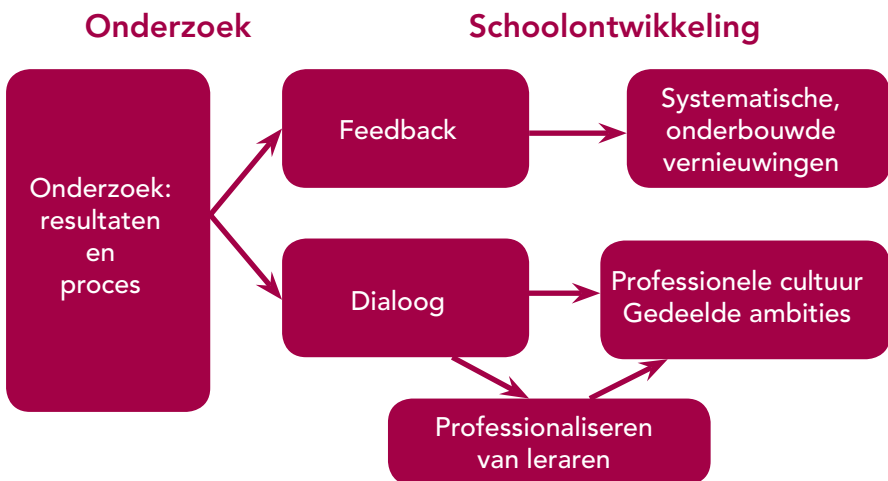 Onderzoek
Schoolontwikkeling
Onderzoek:
resultaten
en
proces
Feedback
Systematische,
onderbouwde
vernieuwingen
Dialoog
Professionele cultuur
Gedeelde ambities
Professionaliseren
van leraren